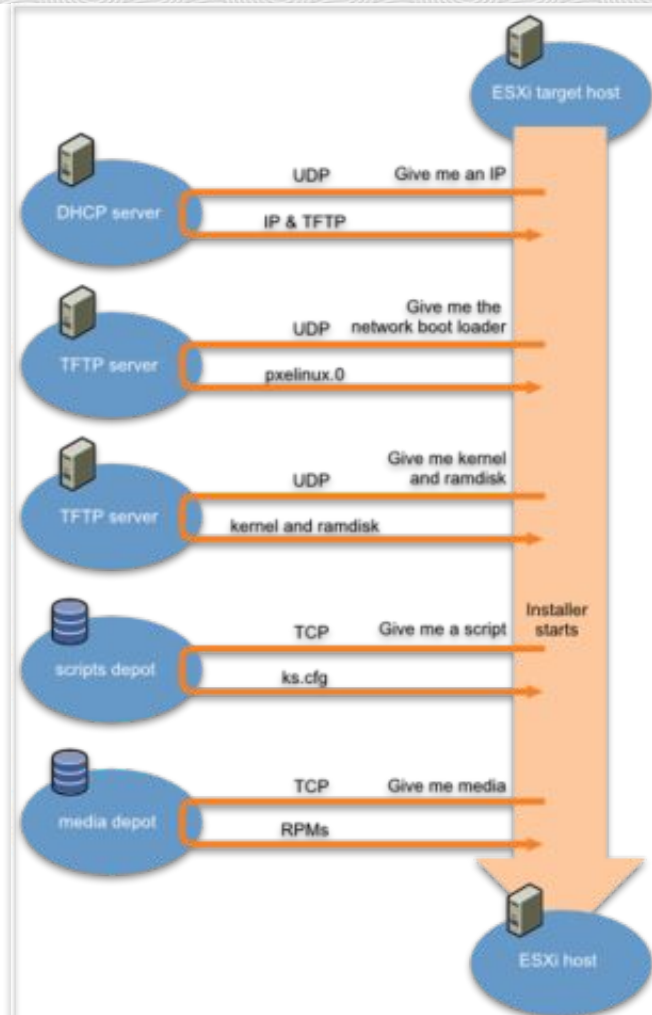 ESXi target host
UDP
Give me an IP
DHCP server
IP & TFTP
Give me the
UDP
network boot loader
TFTP server
pxelinux.0
Give me kernel
UDP
and ramdisk
TFTP server
kernel and ramdisk
Installer
starts
TCP
Give me a script
scripts depot
ks.cfg
TCP
Give me media
media depot
RPMs
ESXi host